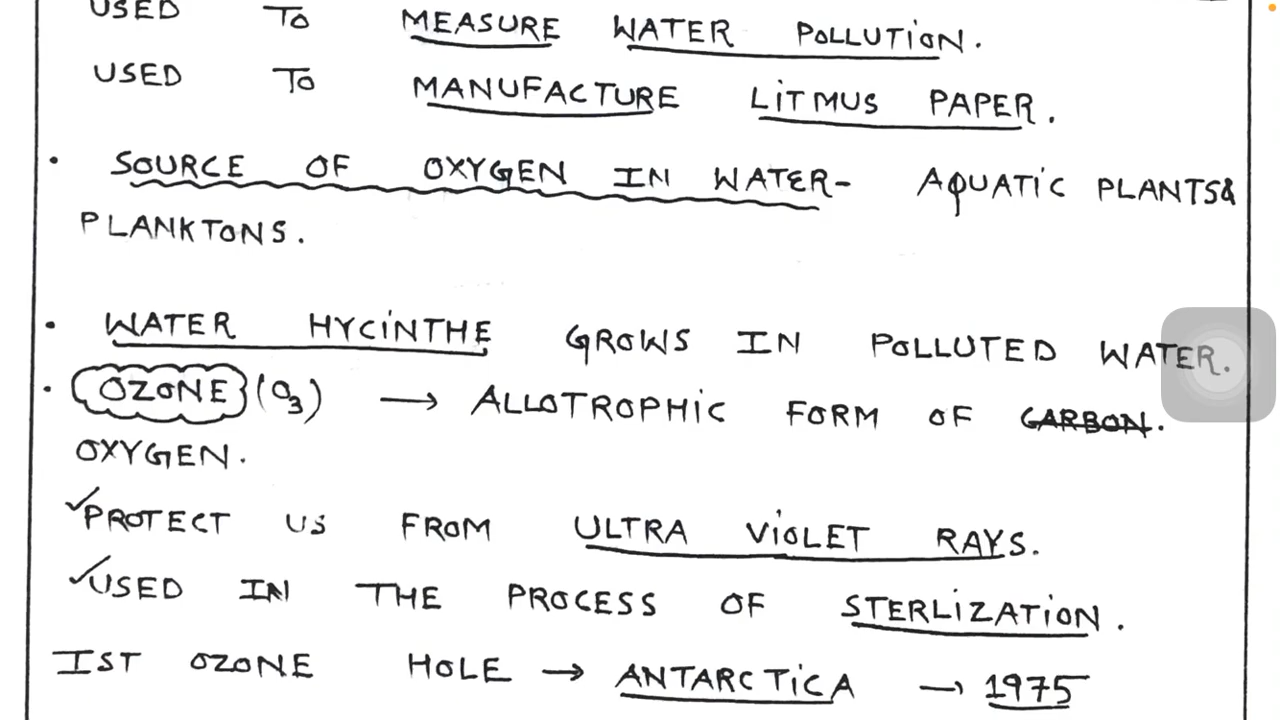 USED TO MEASURE WATER POLLUTION.
USED TO MANUFACTURE LITMUS PAPER.
• SOURCE OF OXYGEN IN WATER- AQUATIC PLANTS&
PLANKTONS.
• WATER HYCINTHE GROWS IN POLLUTED WATER.
• OZONE (O3) → ALLOTROPHIC FORM OF CARBON.
OXYGEN.
✓PROTECT US FROM ULTRA VIOLET RAYS.
✓USED IN THE PROCESS OF STERLIZATION.
IST OZONE HOLE → ANTARCTICA → 1975